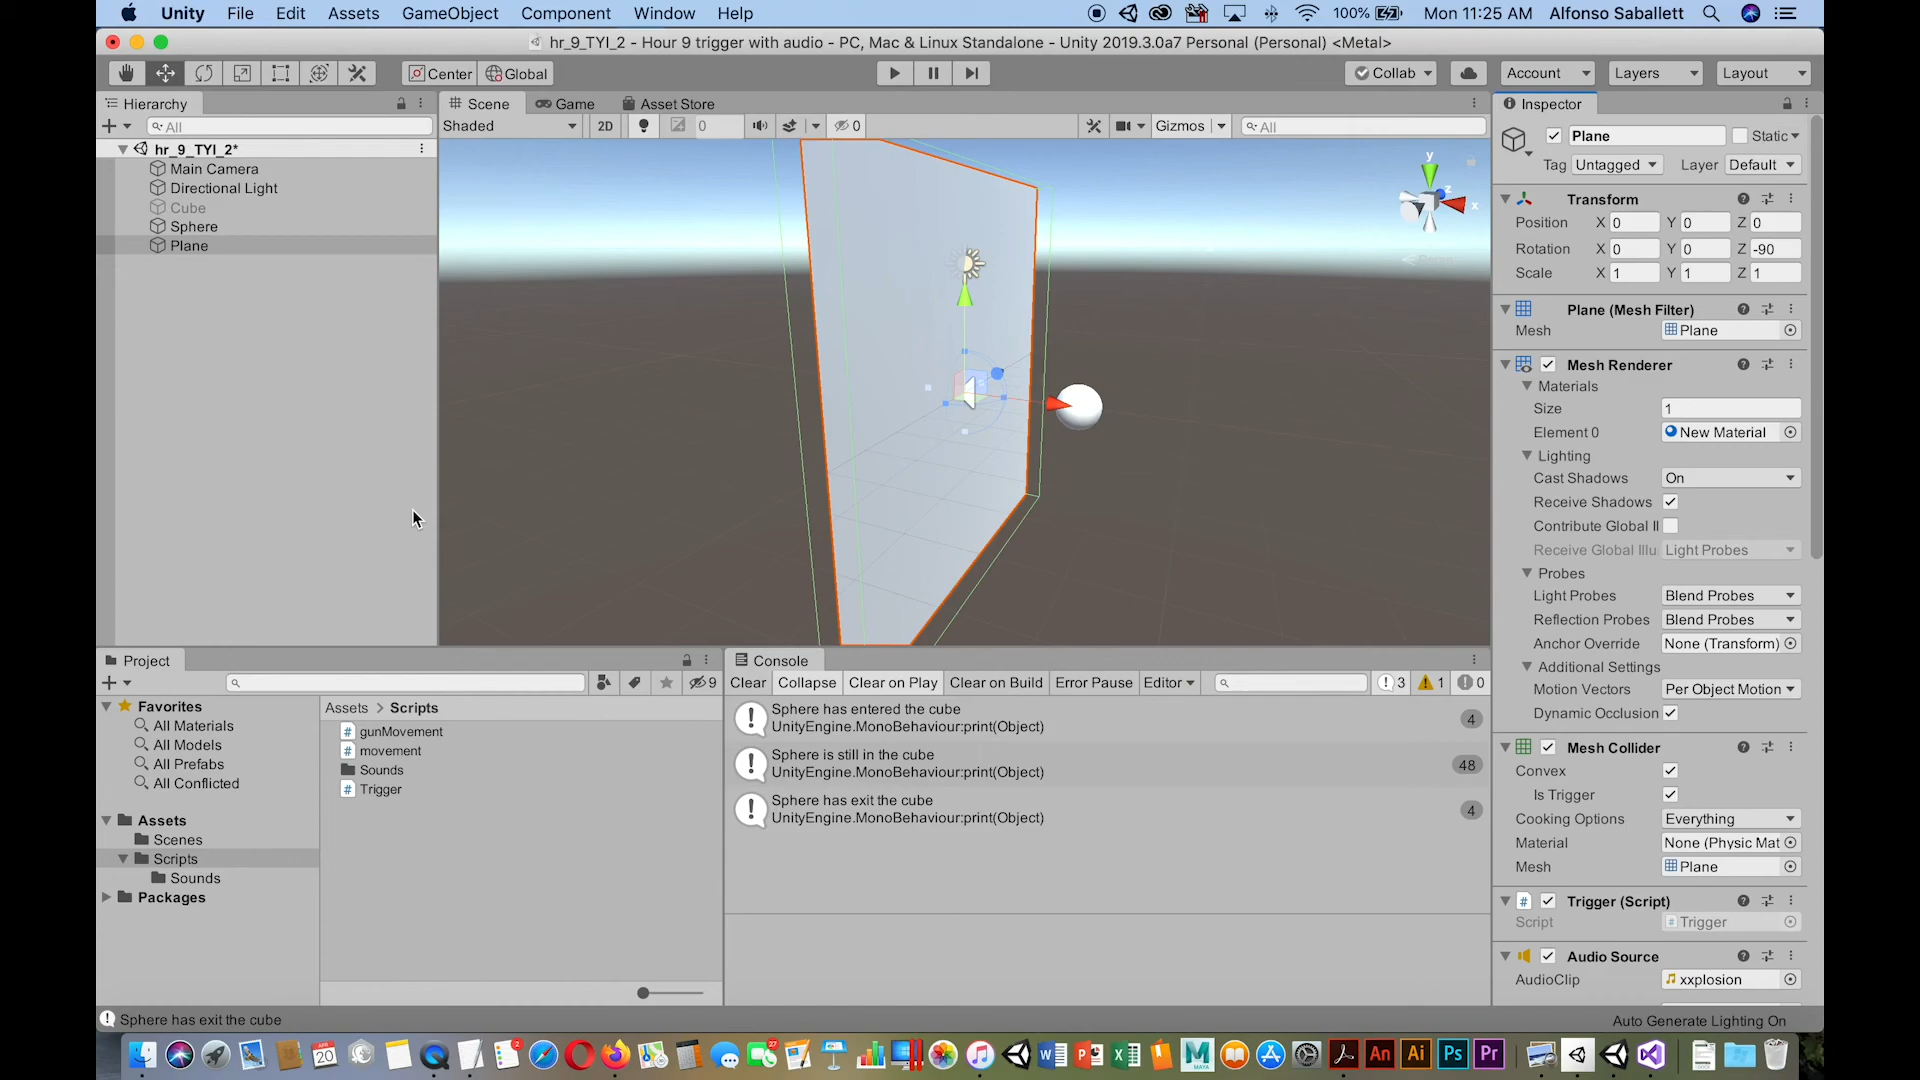 Unity File Edit Assets GameObject Component Window Help 100% Mon 11:25 AM Alfonso Saballett
hr_9_TYI_2 - Hour 9 trigger with audio - PC, Mac & Linux Standalone - Unity 2019.3.0a7 Personal (Personal) <Metal>
Center Global Collab Account Layers Layout
Hierarchy
All
hr_9_TYI_2*
Main Camera
Directional Light
Cube
Sphere
Plane
Scene Game Asset Store
Shaded 2D 0 0 Gizmos All
y
z
x
Inspector
Plane Static
Tag Untagged Layer Default
Transform
Position X 0 Y 0 Z 0
Rotation X 0 Y 0 Z -90
Scale X 1 Y 1 Z 1
Plane (Mesh Filter)
Mesh Plane
Mesh Renderer
Materials
Size 1
Element 0 New Material
Lighting
Cast Shadows On
Receive Shadows
Contribute Global Il
Receive Global Illu Light Probes
Probes
Light Probes Blend Probes
Reflection Probes Blend Probes
Anchor Override None (Transform)
Additional Settings
Motion Vectors Per Object Motion
Dynamic Occlusion
Mesh Collider
Convex
Is Trigger
Cooking Options Everything
Material None (Physic Mat
Mesh Plane
Trigger (Script)
Script Trigger
Audio Source
AudioClip xxplosion
Project
9
Favorites
All Materials
All Models
All Prefabs
All Conflicted
Assets
Scenes
Scripts
Sounds
Packages
Assets > Scripts
gunMovement
movement
Sounds
Trigger
Console
Clear Collapse Clear on Play Clear on Build Error Pause Editor 3 1 0
Sphere has entered the cube
UnityEngine.MonoBehaviour:print(Object)
4
Sphere is still in the cube
UnityEngine.MonoBehaviour:print(Object)
48
Sphere has exit the cube
UnityEngine.MonoBehaviour:print(Object)
4
Sphere has exit the cube
Auto Generate Lighting On
APR
20
2
27
W
P
X
M
MAYA
An
Ai
Ps
Pr